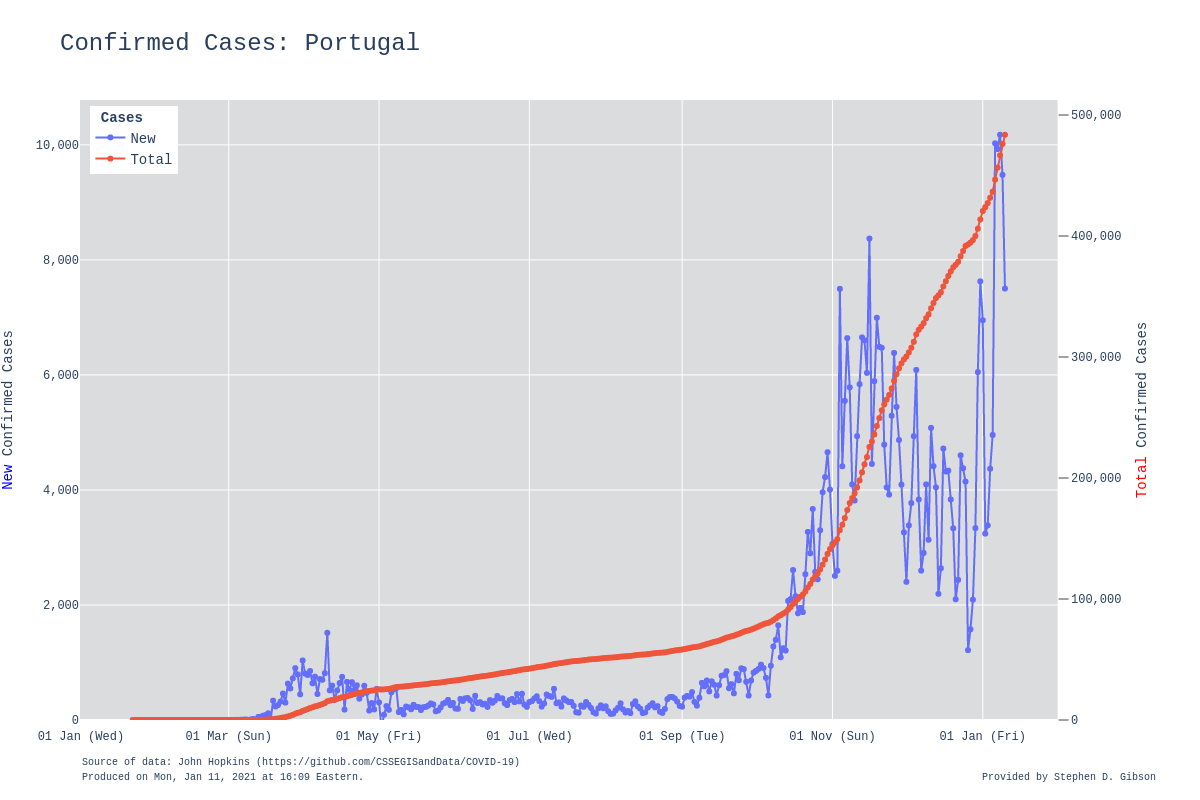 Confirmed Cases: Portugal
Cases
New
Total
10,000
8,000
6,000
4,000
2,000
0
500,000
400,000
300,000
200,000
100,000
0
New Confirmed Cases
Total Confirmed Cases
01 Jan (Wed) 01 Mar (Sun) 01 May (Fri) 01 Jul (Wed) 01 Sep (Tue) 01 Nov (Sun) 01 Jan (Fri)
Source of data: John Hopkins (https://github.com/CSSEGISandData/COVID-19)
Produced on Mon, Jan 11, 2021 at 16:09 Eastern.
Provided by Stephen D. Gibson